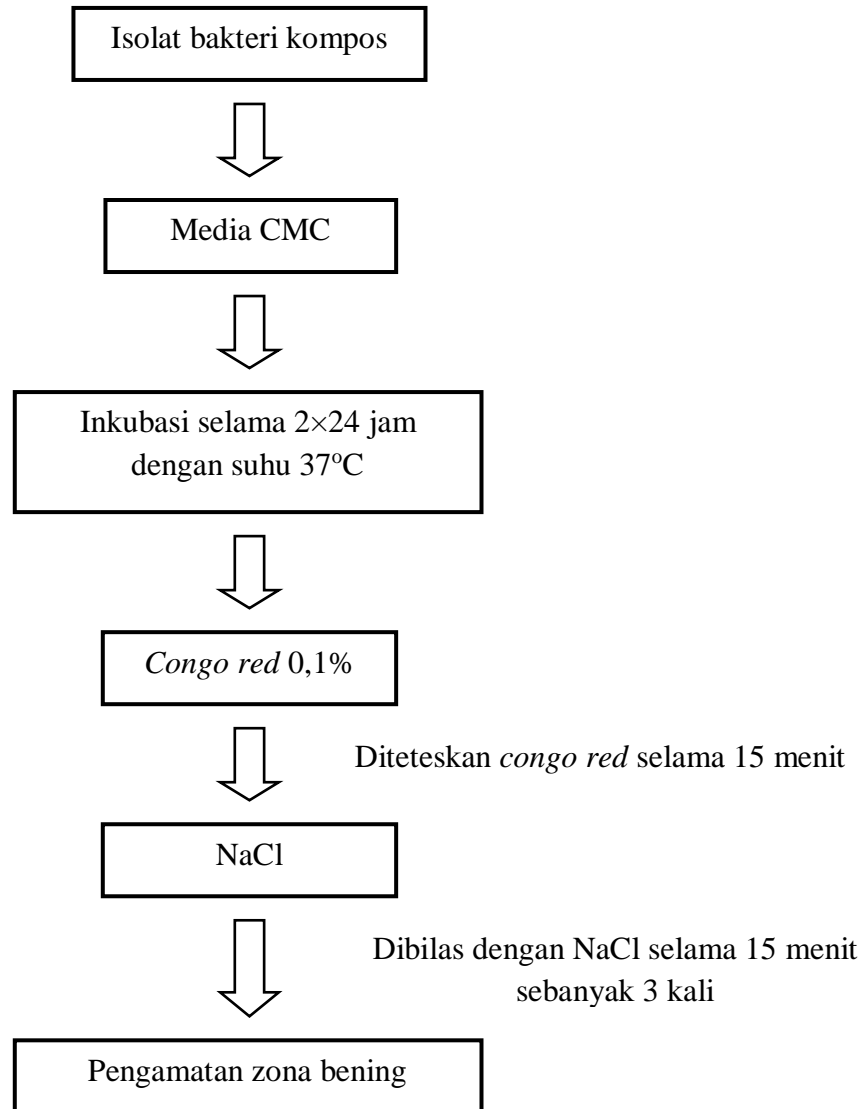 Isolat bakteri kompos
Media CMC
Inkubasi selama 2×24 jam
dengan suhu 37°C
Congo red 0,1%
Diteteskan congo red selama 15 menit
NaCl
Dibilas dengan NaCl selama 15 menit
sebanyak 3 kali
Pengamatan zona bening